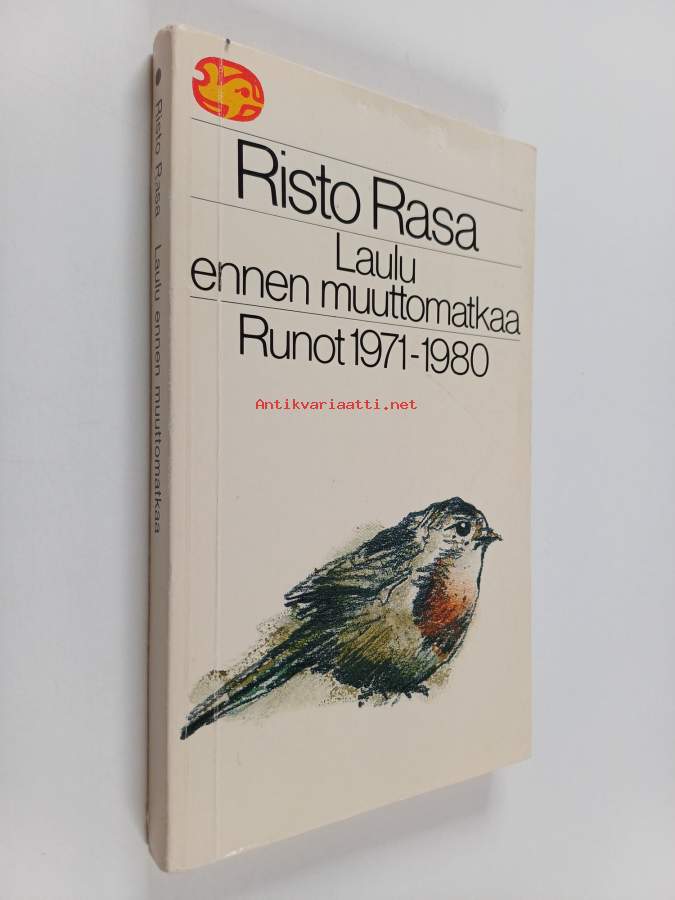 Risto Rasa
Laulu
ennen muuttomatkaa
Runot 1971-1980
Antikvariaatti.net
Risto Rasa Laulu ennen muuttomatkaa